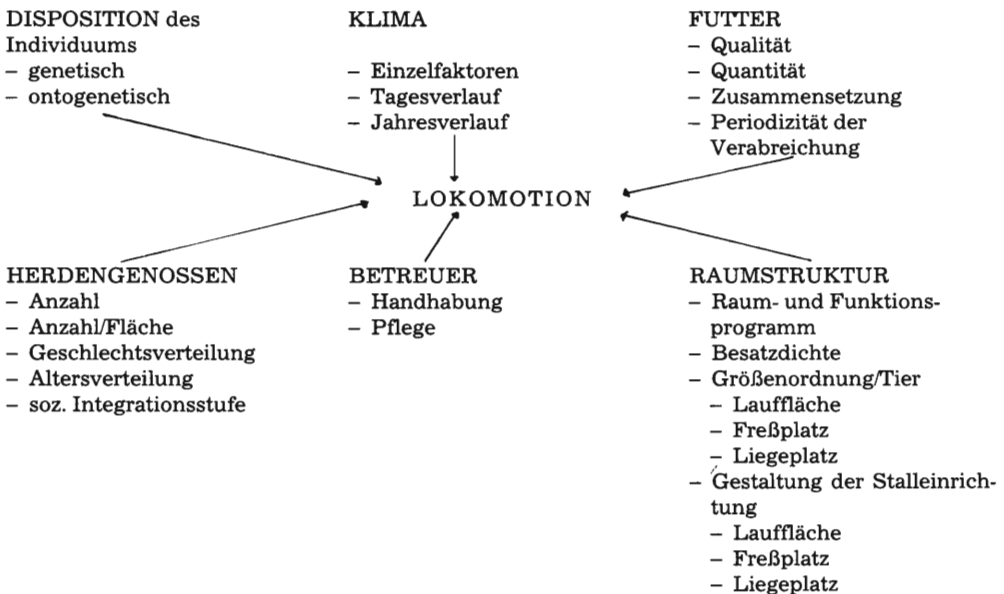 DISPOSITION des
Individuums
– genetisch
– ontogenetisch
KLIMA
– Einzelfaktoren
– Tagesverlauf
– Jahresverlauf
FUTTER
– Qualität
– Quantität
– Zusammensetzung
– Periodizität der
Verabreichung
LOKOMOTION
HERDENGENOSSEN
– Anzahl
– Anzahl/Fläche
– Geschlechtsverteilung
– Altersverteilung
– soz. Integrationsstufe
BETREUER
– Handhabung
– Pflege
RAUMSTRUKTUR
– Raum- und Funktions-
programm
– Besatzdichte
– Größenordnung/Tier
– Lauffläche
– Freßplatz
– Liegeplatz
– Gestaltung der Stalleinrich-
tung
– Lauffläche
– Freßplatz
– Liegeplatz